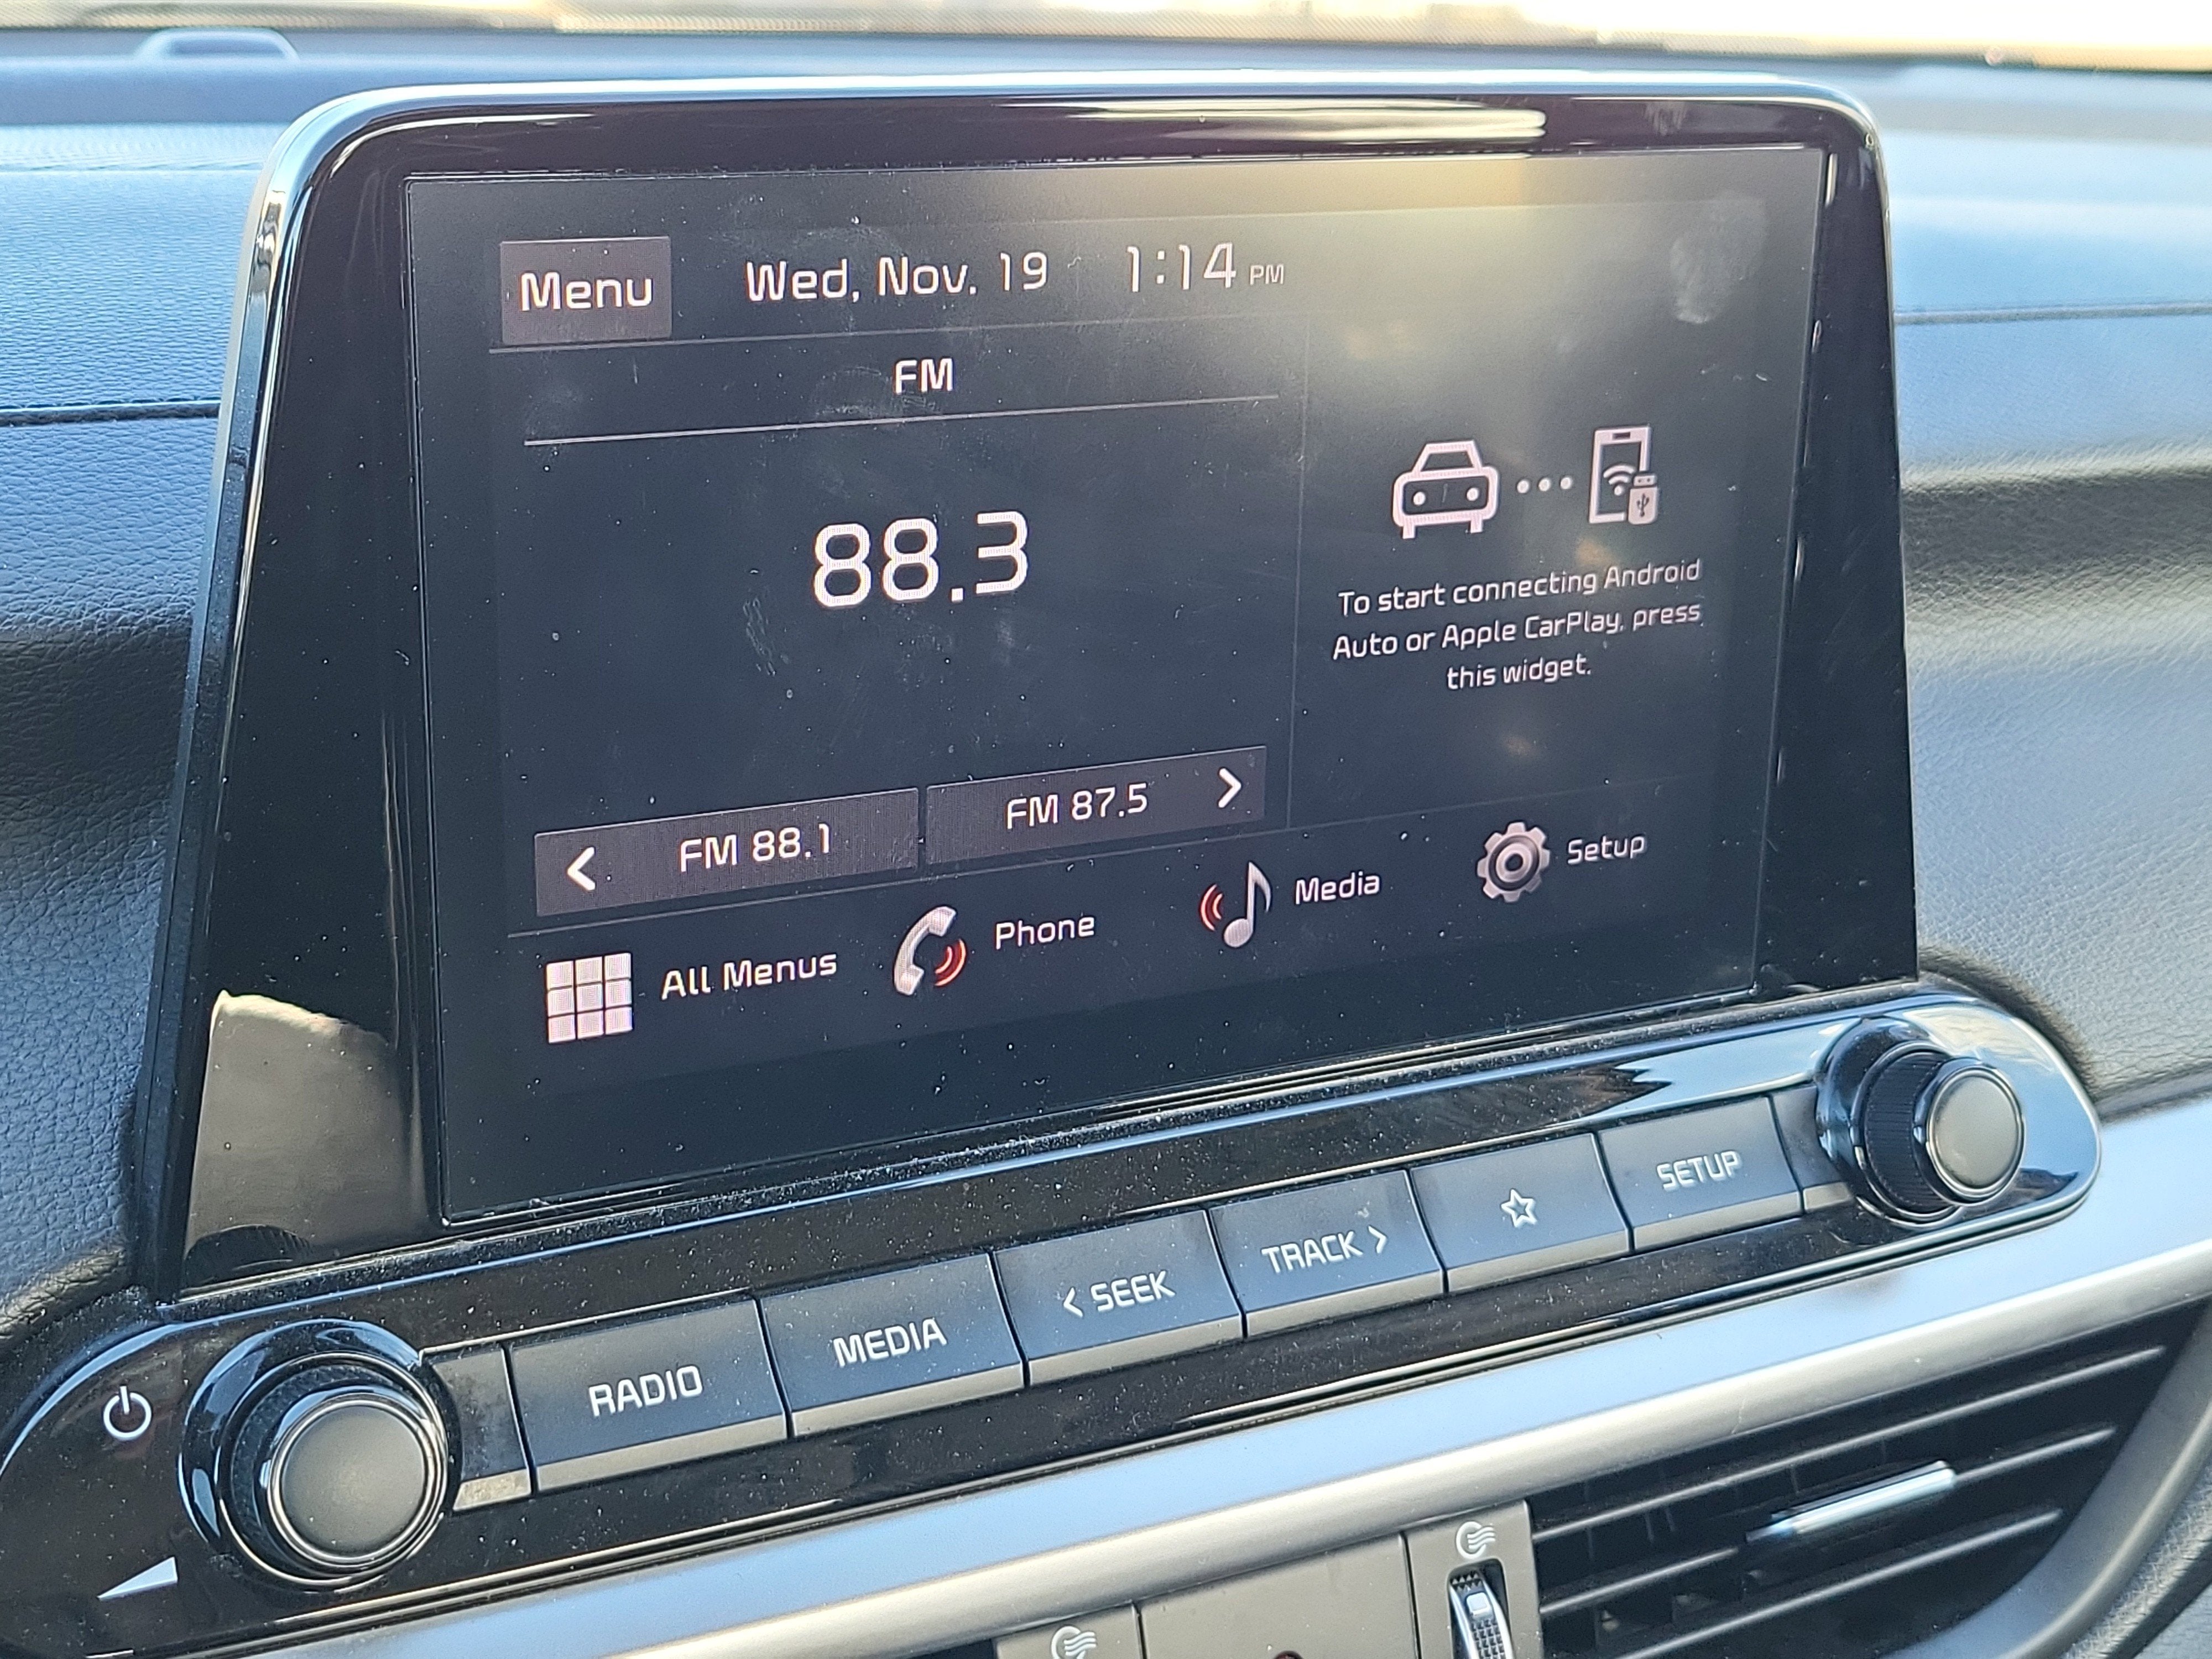 Menu
Wed, Nov. 19 1:14 PM
FM
88.3
To start connecting Android
Auto or Apple CarPlay, press
this widget.
< FM 88.1
FM 87.5 >
All Menus
Phone
Media
Setup
RADIO
MEDIA
< SEEK
TRACK >
SETUP